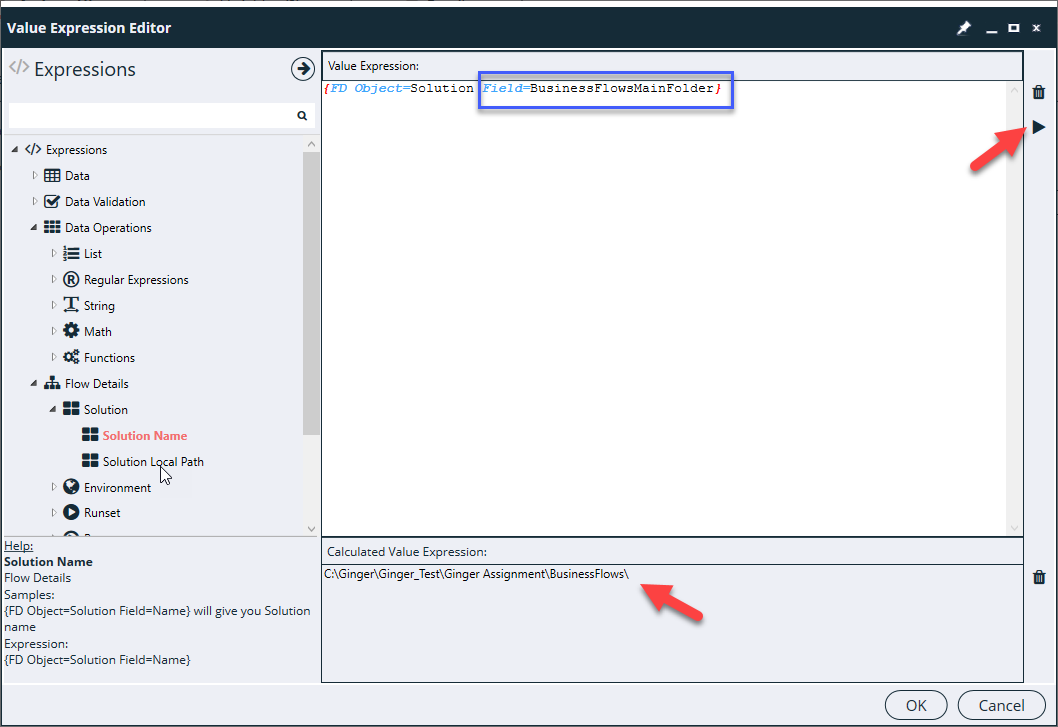 Value Expression Editor
Expressions
Expressions
Data
Data Validation
Data Operations
List
Regular Expressions
String
Math
Functions
Flow Details
Solution
Solution Name
Solution Local Path
Environment
Runset
Help:
Solution Name
Flow Details
Samples:
{FD Object=Solution Field=Name} will give you Solution
name
Expression:
{FD Object=Solution Field=Name}
Value Expression:
{FD Object=Solution Field=BusinessFlowsMainFolder}
Calculated Value Expression:
C:\Ginger\Ginger_Test\Ginger Assignment\BusinessFlows\
OK
Cancel